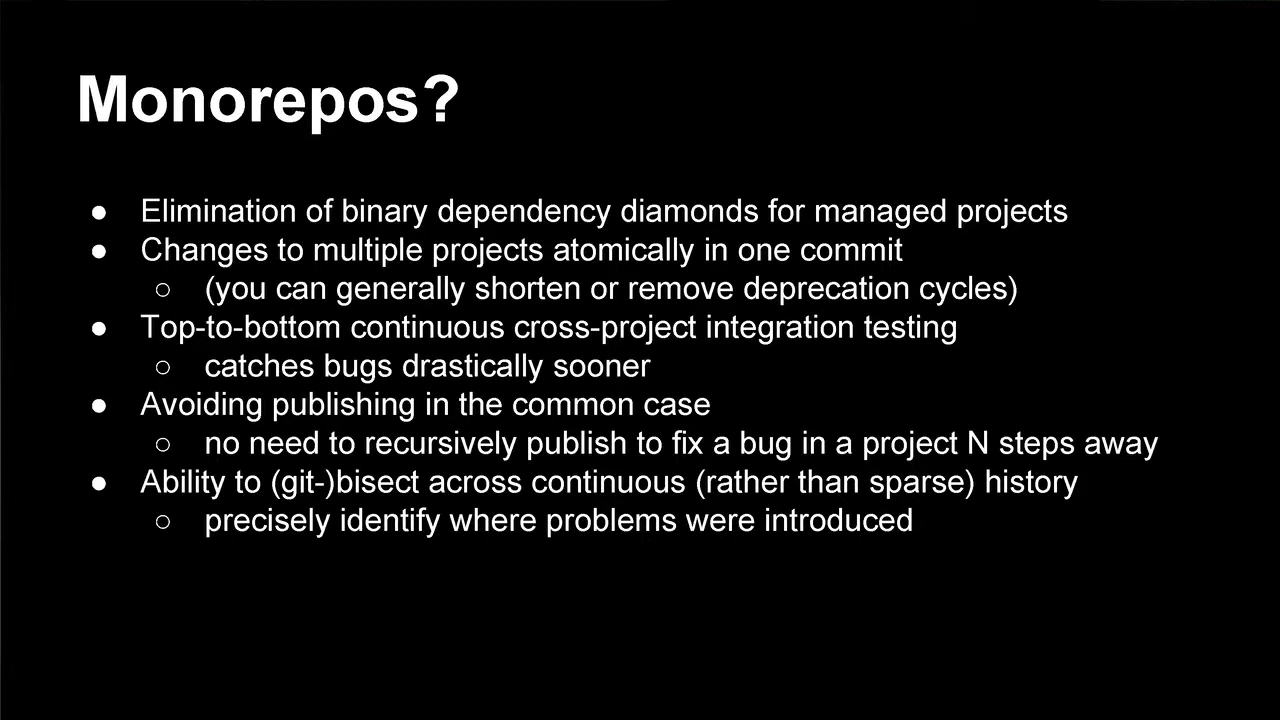 Monorepos?
● Elimination of binary dependency diamonds for managed projects
● Changes to multiple projects atomically in one commit
○ (you can generally shorten or remove deprecation cycles)
● Top-to-bottom continuous cross-project integration testing
○ catches bugs drastically sooner
● Avoiding publishing in the common case
○ no need to recursively publish to fix a bug in a project N steps away
● Ability to (git-)bisect across continuous (rather than sparse) history
○ precisely identify where problems were introduced